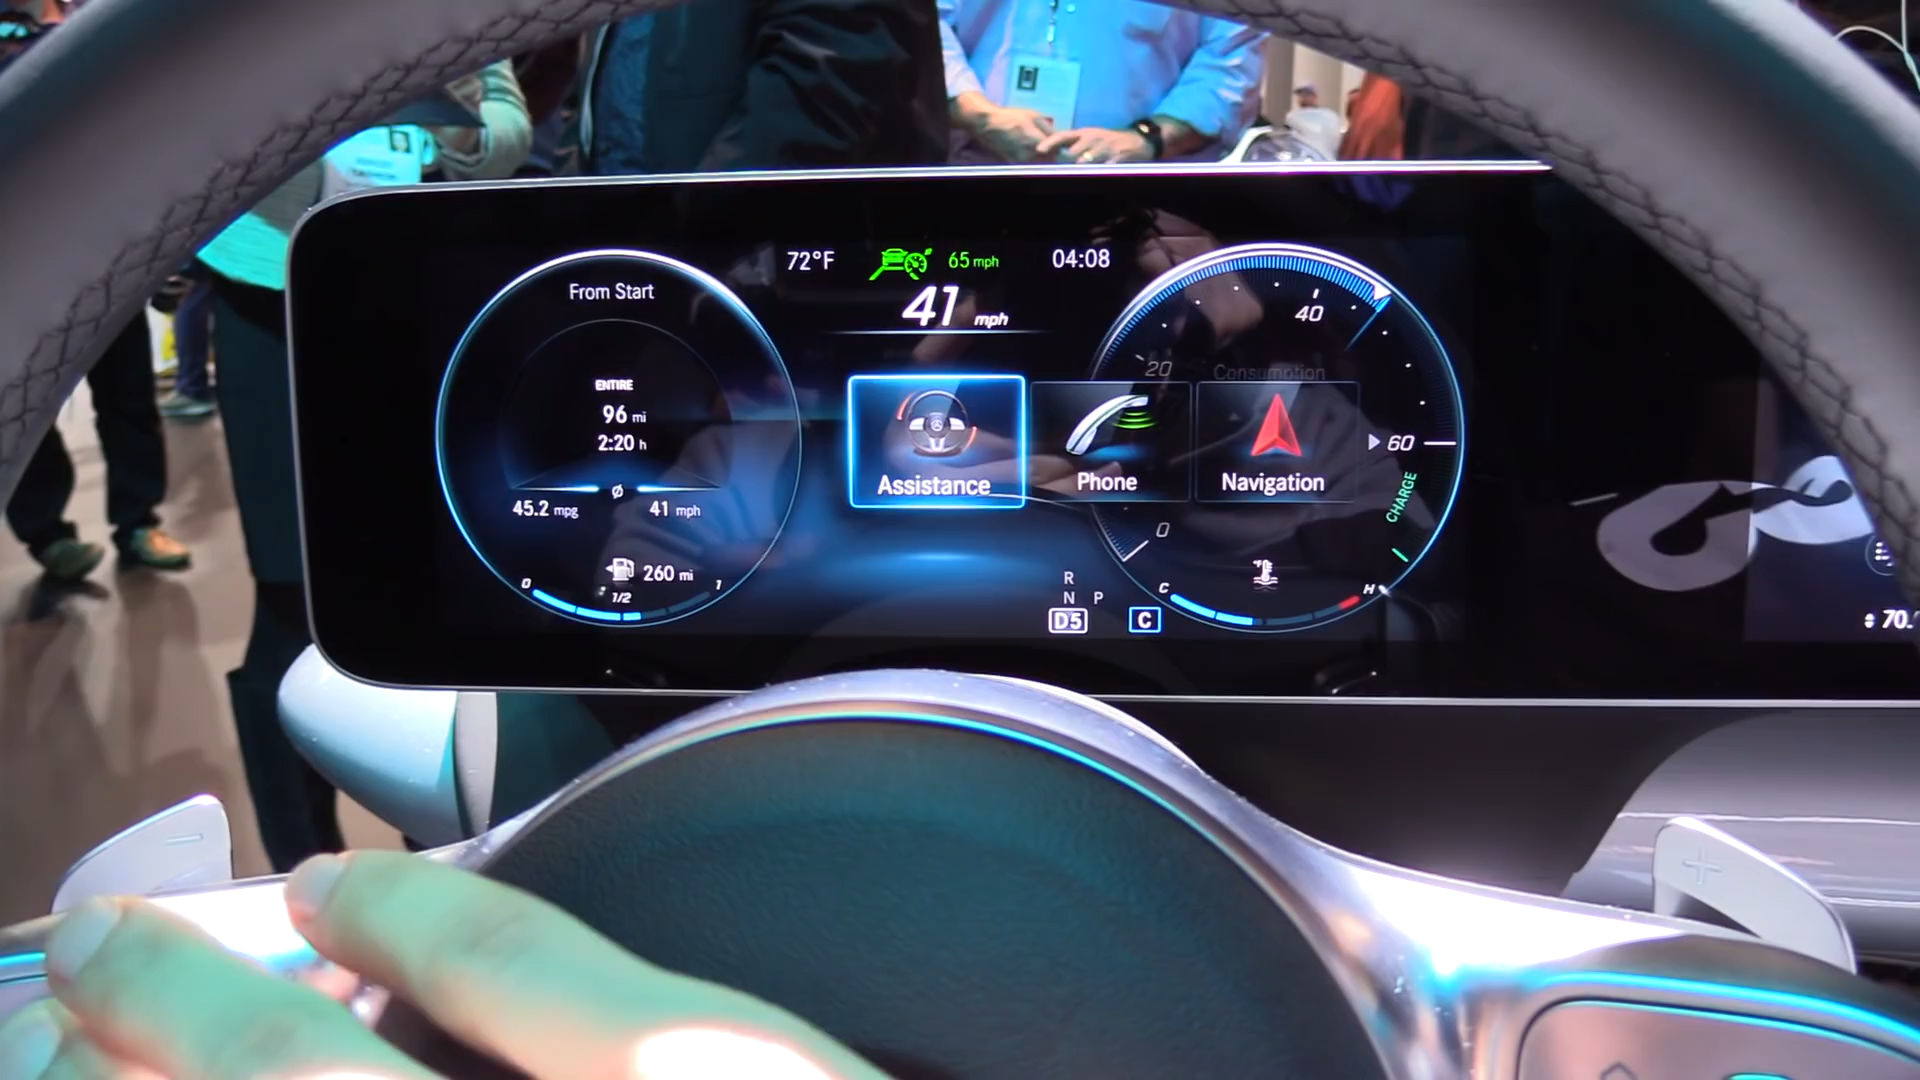 72°F
65 mph
04:08
41 mph
From Start
ENTIRE
96 mi
2:20 h
Ø
45.2 mpg
41 mph
260 mi
0
1/2
1
Assistance
Phone
Navigation
Consumption
0
20
40
60
CHARGE
R
N P
D5
C
C
H
70.